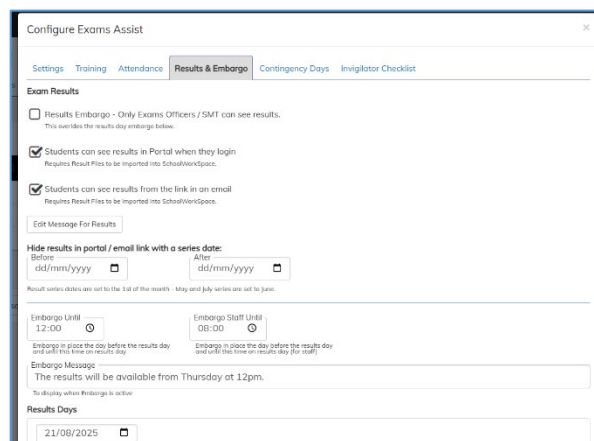 Configure Exams Assist ×
Settings Training Attendance Results & Embargo Contingency Days Invigilator Checklist
Exam Results
Results Embargo - Only Exams Officers / SMT can see results.
This overides the results day embargo below.
Students can see results in Portal when they login
Requires Result Files to be imported into SchoolWorkSpace.
Students can see results from the link in an email
Requires Result Files to be imported into SchoolWorkSpace.
Edit Message For Results
Hide results in portal / email link with a series date:
Before After
dd/mm/yyyy dd/mm/yyyy
Result series dates are set to the 1st of the month - May and July series are set to June.
Embargo Until Embargo Staff Until
12:00 08:00
Embargo in place the day before the results day Embargo in place the day before the results day
and until this time on results day and until this time on results day (for staff)
Embargo Message
The results will be available from Thursday at 12pm.
To display when Embargo is active
Results Days
21/08/2025